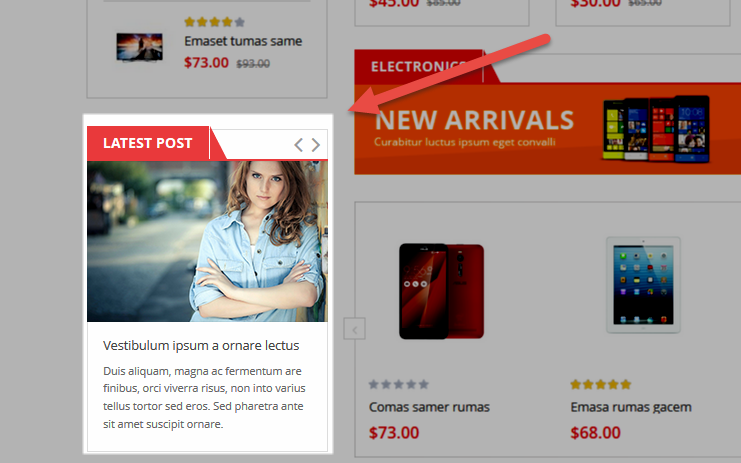 Emaset tumas same
$73.00 $93.00
LATEST POST
Vestibulum ipsum a ornare lectus
Duis aliquam, magna ac fermentum are
finibus, orci viverra risus, non into varius
tellus tortor sed eros. Sed pharetra ante
sit amet suscipit ornare.
$45.00 $85.00
$30.00 $65.00
ELECTRONICS
NEW ARRIVALS
Curabitur luctus ipsum eget convalli
Comas samer rumas
$73.00
Emasa rumas gacem
$68.00